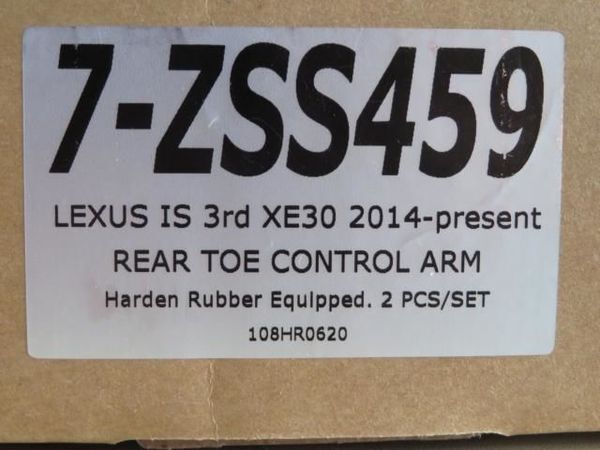 7-ZSS459
LEXUS IS 3rd XE30 2014-present
REAR TOE CONTROL ARM
Harden Rubber Equipped. 2 PCS/SET
108HR0620